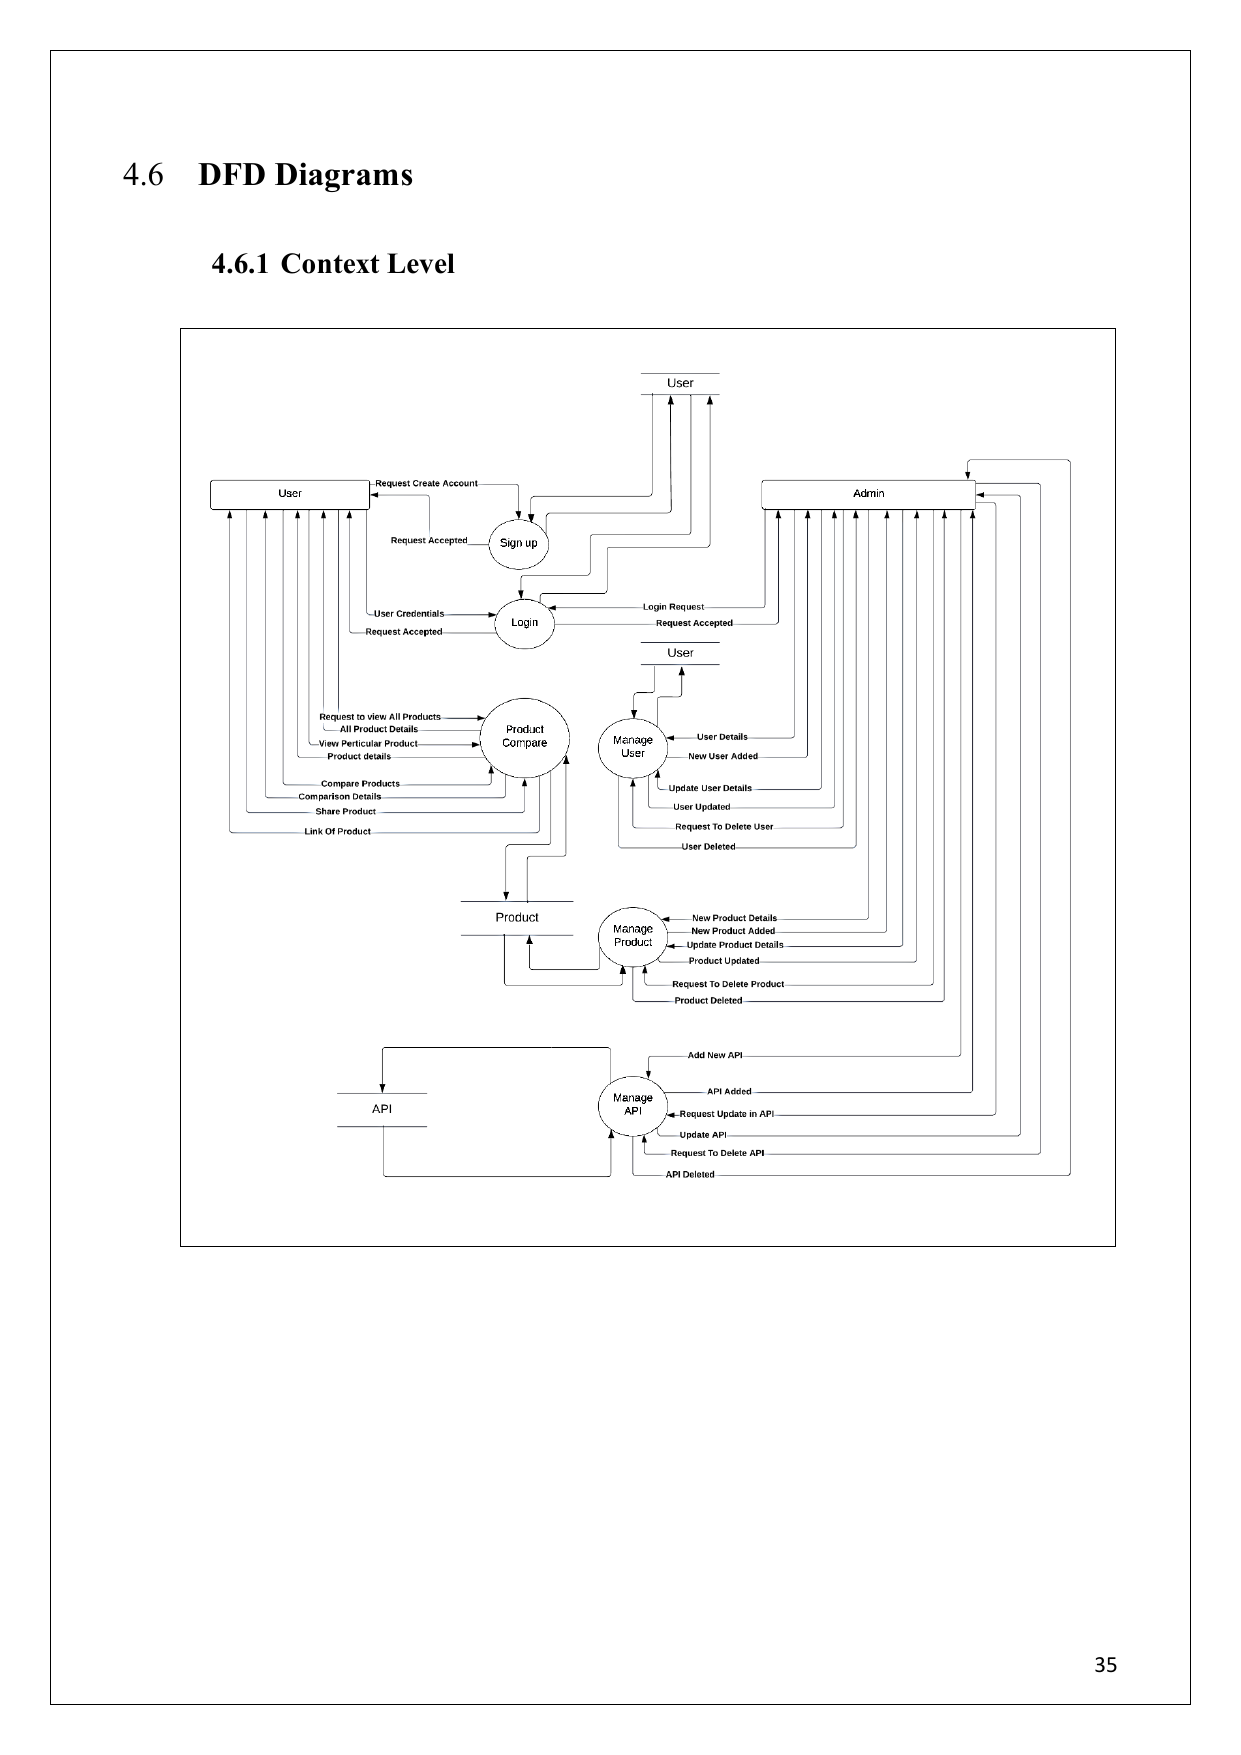 4.6 DFD Diagrams
4.6.1 Context Level
User
Request Create Account
User
Admin
Request Accepted
Sign up
Login Request
User Credentials
Login
Request Accepted
Request Accepted
User
Request to view All Products
All Product Details
View Perticular Product
Product details
Product
Compare
Compare Products
Comparison Details
Share Product
Link Of Product
Manage
User
User Details
New User Added
Update User Details
User Updated
Request To Delete User
User Deleted
Product
Manage
Product
New Product Details
New Product Added
Update Product Details
Product Updated
Request To Delete Product
Product Deleted
Add New API
API
Manage
API
API Added
Request Update in API
Update API
Request To Delete API
API Deleted
35